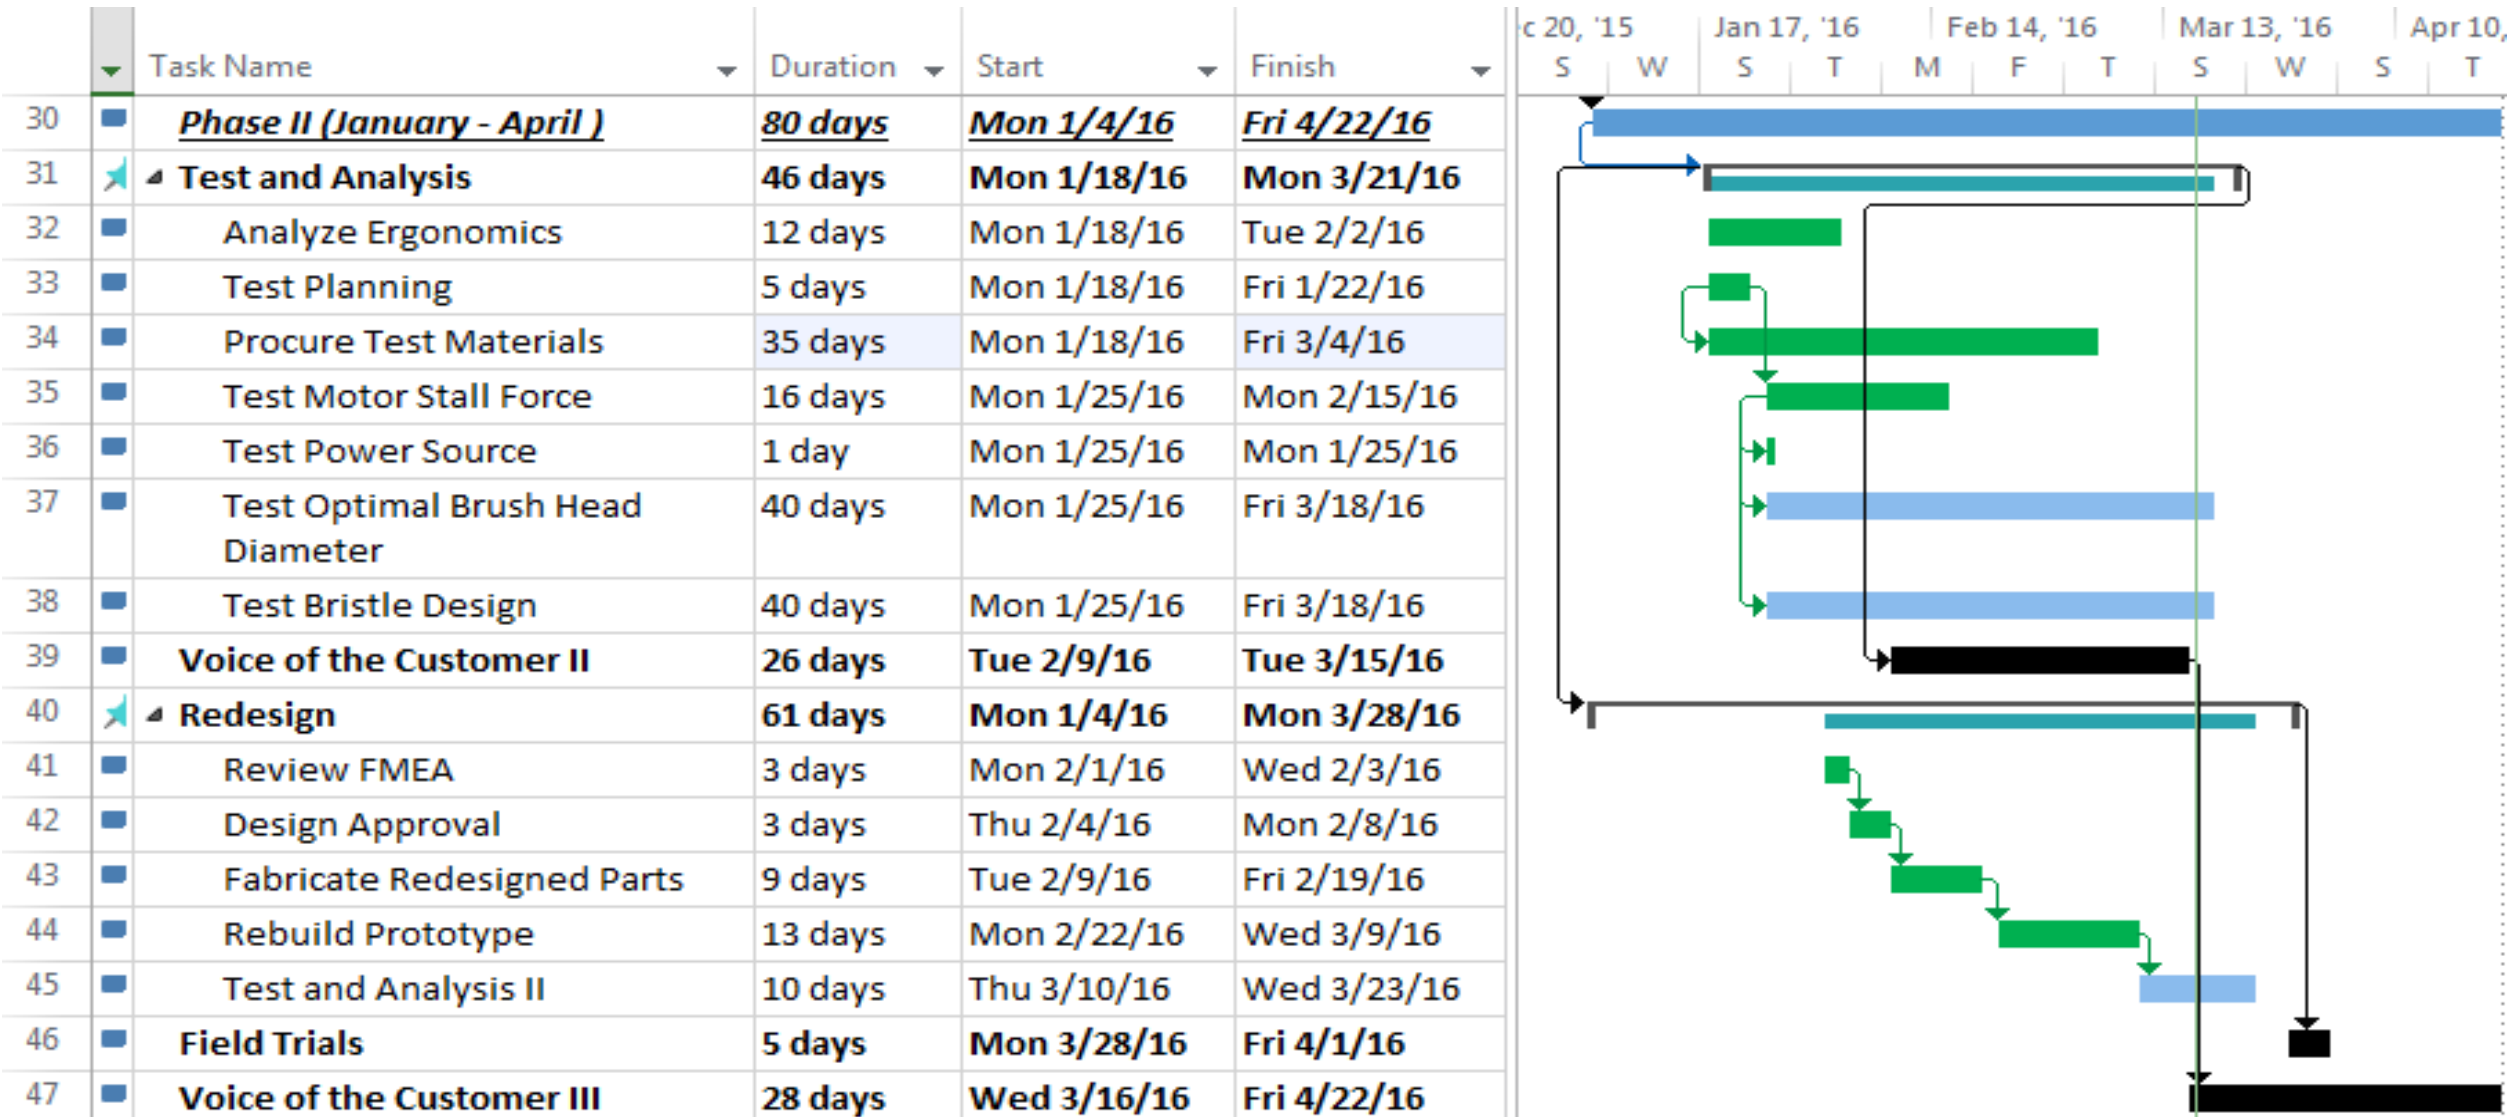 c 20, '15 Jan 17, '16 Feb 14, '16 Mar 13, '16 Apr 10,
Task Name Duration Start Finish S W S T M F T S W S T
30 Phase II (January - April ) 80 days Mon 1/4/16 Fri 4/22/16
31 Test and Analysis 46 days Mon 1/18/16 Mon 3/21/16
32 Analyze Ergonomics 12 days Mon 1/18/16 Tue 2/2/16
33 Test Planning 5 days Mon 1/18/16 Fri 1/22/16
34 Procure Test Materials 35 days Mon 1/18/16 Fri 3/4/16
35 Test Motor Stall Force 16 days Mon 1/25/16 Mon 2/15/16
36 Test Power Source 1 day Mon 1/25/16 Mon 1/25/16
37 Test Optimal Brush Head 40 days Mon 1/25/16 Fri 3/18/16
Diameter
38 Test Bristle Design 40 days Mon 1/25/16 Fri 3/18/16
39 Voice of the Customer II 26 days Tue 2/9/16 Tue 3/15/16
40 Redesign 61 days Mon 1/4/16 Mon 3/28/16
41 Review FMEA 3 days Mon 2/1/16 Wed 2/3/16
42 Design Approval 3 days Thu 2/4/16 Mon 2/8/16
43 Fabricate Redesigned Parts 9 days Tue 2/9/16 Fri 2/19/16
44 Rebuild Prototype 13 days Mon 2/22/16 Wed 3/9/16
45 Test and Analysis II 10 days Thu 3/10/16 Wed 3/23/16
46 Field Trials 5 days Mon 3/28/16 Fri 4/1/16
47 Voice of the Customer III 28 days Wed 3/16/16 Fri 4/22/16